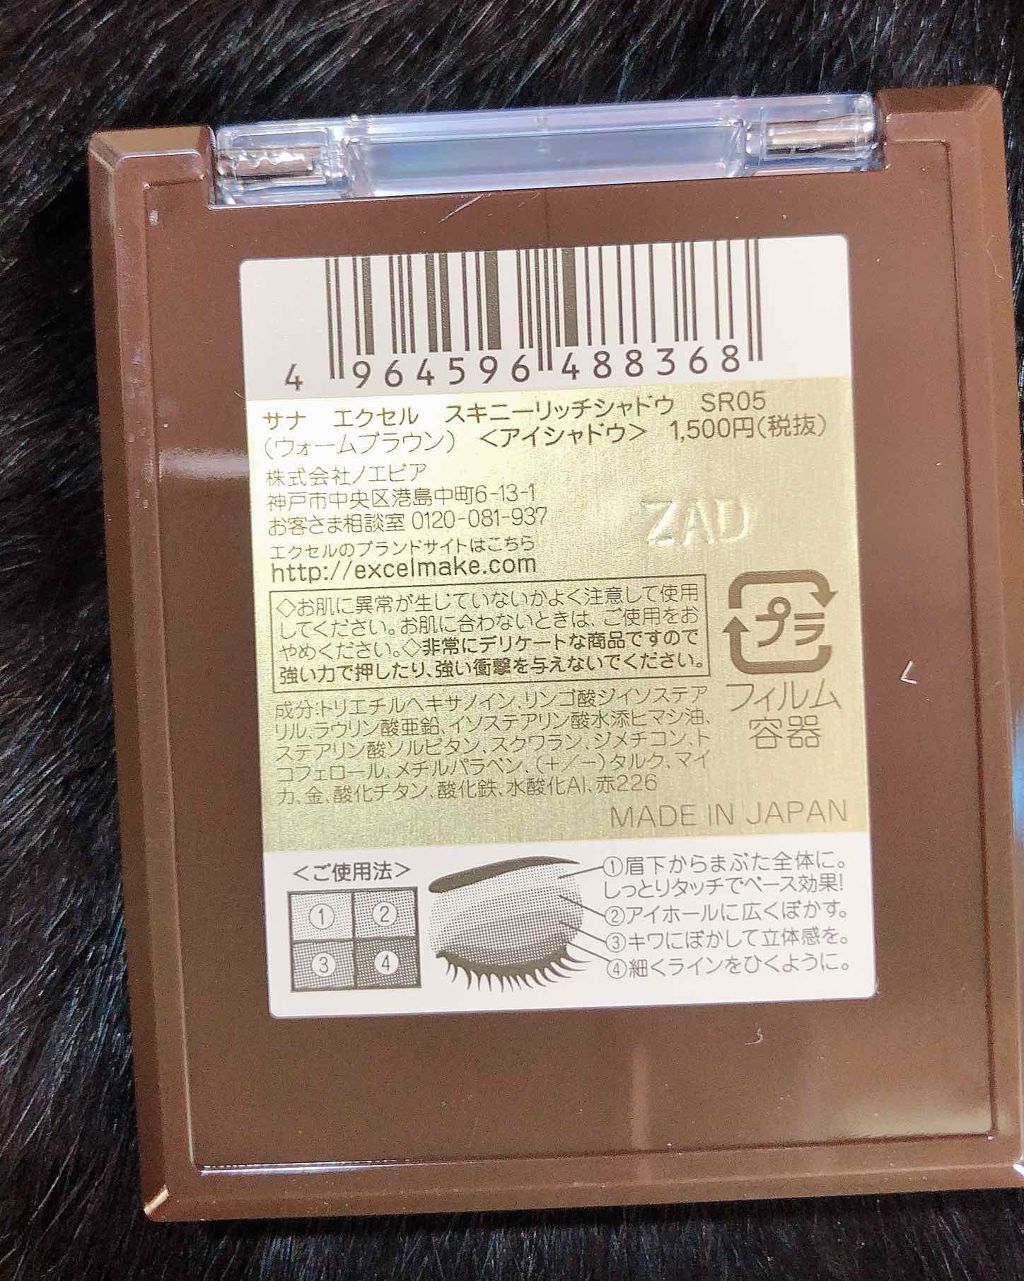 4 964596 488368
サナ エクセル スキニーリッチシャドウ SR05
(ウォームブラウン) <アイシャドウ> 1,500円(税抜)
株式会社ノエビア
神戸市中央区港島中町6-13-1
お客さま相談室 0120-081-937
エクセルのブランドサイトはこちら
http://excelmake.com
ZAD
◇お肌に異常が生じていないかよく注意して使用
してください。お肌に合わないときは、ご使用をお
やめください。◇非常にデリケートな商品ですので
強い力で押したり、強い衝撃を与えないでください。
プラ
フィルム
容器
成分:トリエチルヘキサノイン、リンゴ酸ジイソステア
リル、ラウリン酸亜鉛、イソステアリン酸水添ヒマシ油、
ステアリン酸ソルビタン、スクワラン、ジメチコン、ト
コフェロール、メチルパラベン、(+/-)タルク、マイ
カ、金、酸化チタン、酸化鉄、水酸化Al、赤226
MADE IN JAPAN
<ご使用法>
① ②
③ ④
①眉下からまぶた全体に。
しっとりタッチでベース効果!
②アイホールに広くぼかす。
③キワにぼかして立体感を。
④細くラインをひくように。